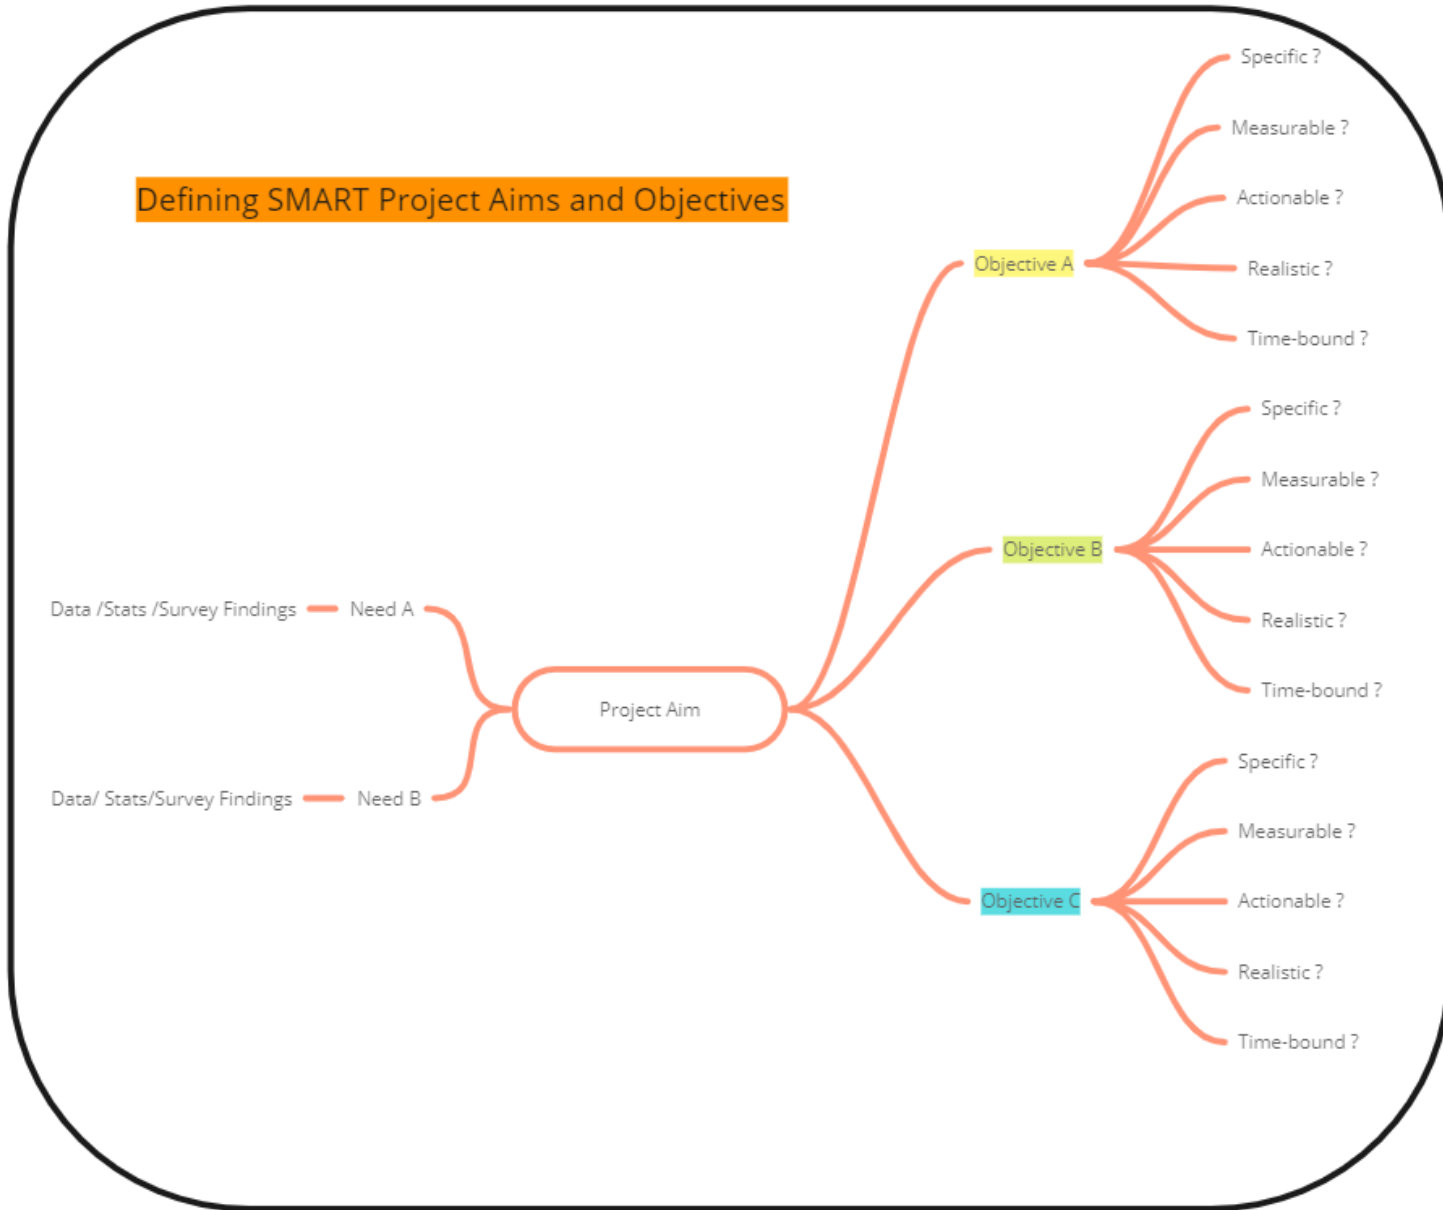 Defining SMART Project Aims and Objectives
Data /Stats /Survey Findings
Need A
Data/ Stats/Survey Findings
Need B
Project Aim
Objective A
Specific ?
Measurable ?
Actionable ?
Realistic ?
Time-bound ?
Objective B
Specific ?
Measurable ?
Actionable ?
Realistic ?
Time-bound ?
Objective C
Specific ?
Measurable ?
Actionable ?
Realistic ?
Time-bound ?